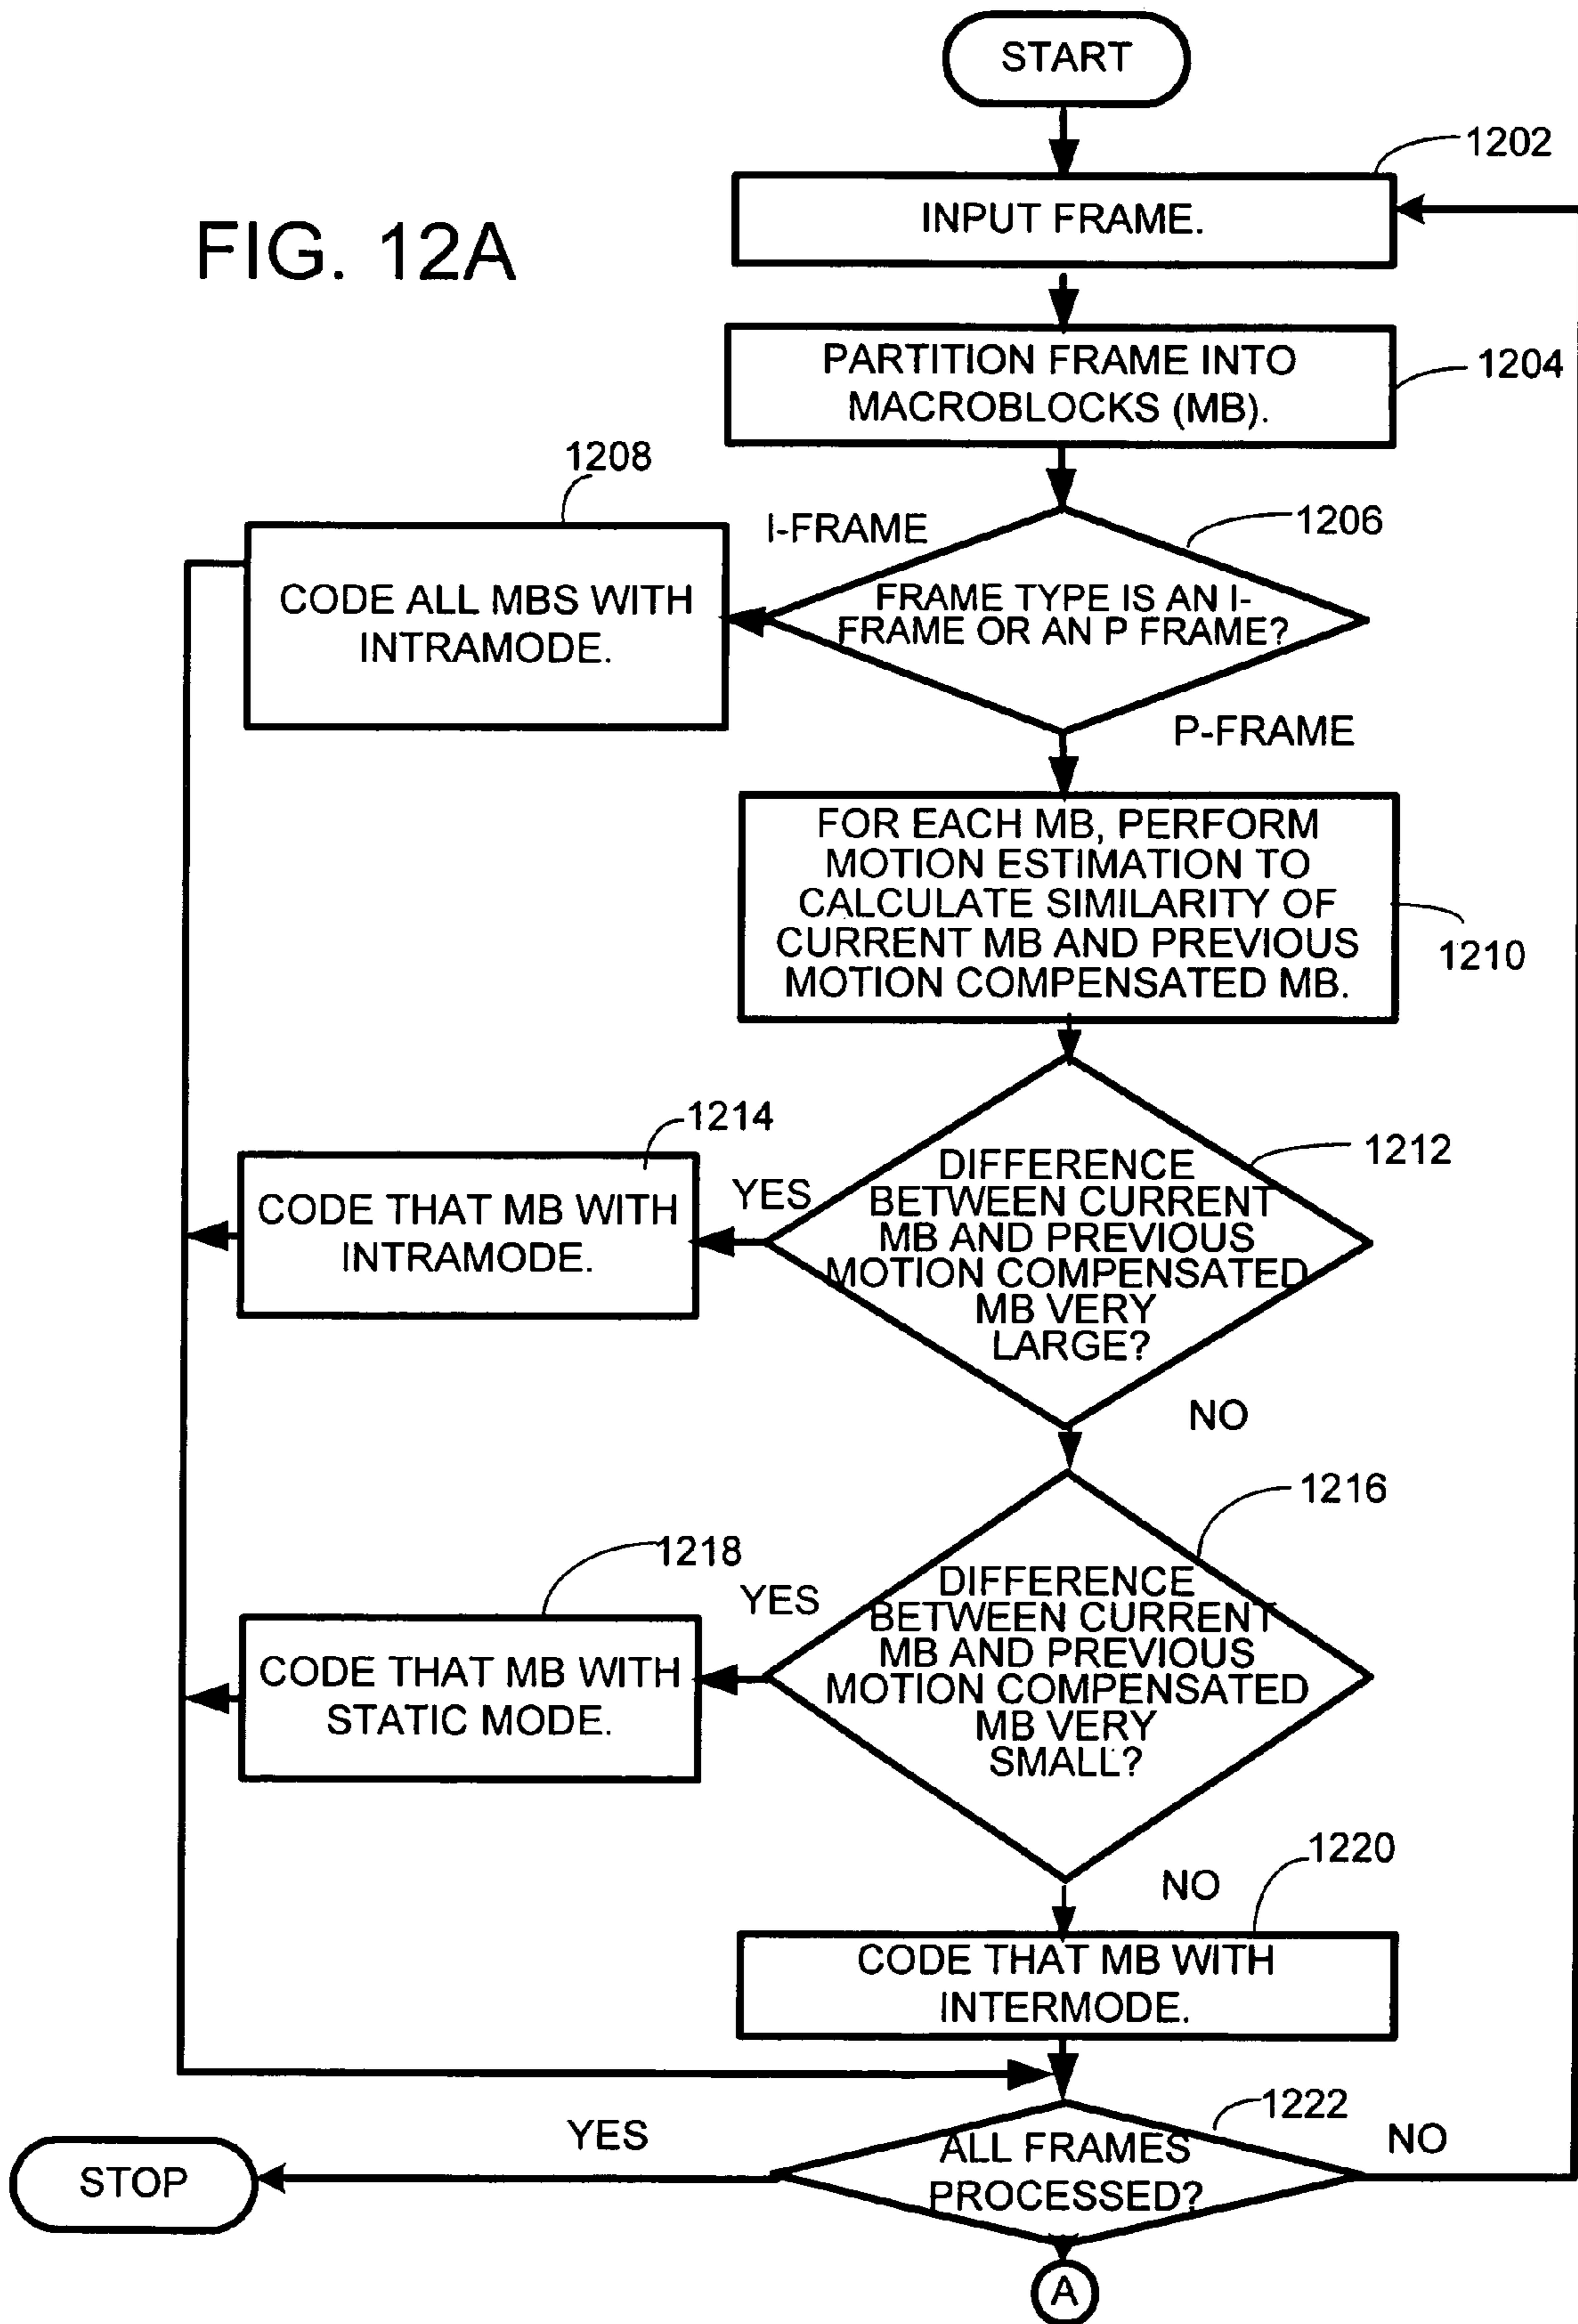 START
1202
INPUT FRAME.
FIG. 12A
PARTITION FRAME INTO
MACROBLOCKS (MB).
1204
1208
I-FRAME
1206
CODE ALL MBS WITH
INTRAMODE.
FRAME TYPE IS AN I-
FRAME OR AN P FRAME?
P-FRAME
FOR EACH MB, PERFORM
MOTION ESTIMATION TO
CALCULATE SIMILARITY OF
CURRENT MB AND PREVIOUS
MOTION COMPENSATED MB.
1210
1214
1212
YES
CODE THAT MB WITH
INTRAMODE.
DIFFERENCE
BETWEEN CURRENT
MB AND PREVIOUS
MOTION COMPENSATED
MB VERY
LARGE?
NO
1216
1218
YES
CODE THAT MB WITH
STATIC MODE.
DIFFERENCE
BETWEEN CURRENT
MB AND PREVIOUS
MOTION COMPENSATED
MB VERY
SMALL?
1220
NO
CODE THAT MB WITH
INTERMODE.
1222
YES
NO
STOP
ALL FRAMES
PROCESSED?
A